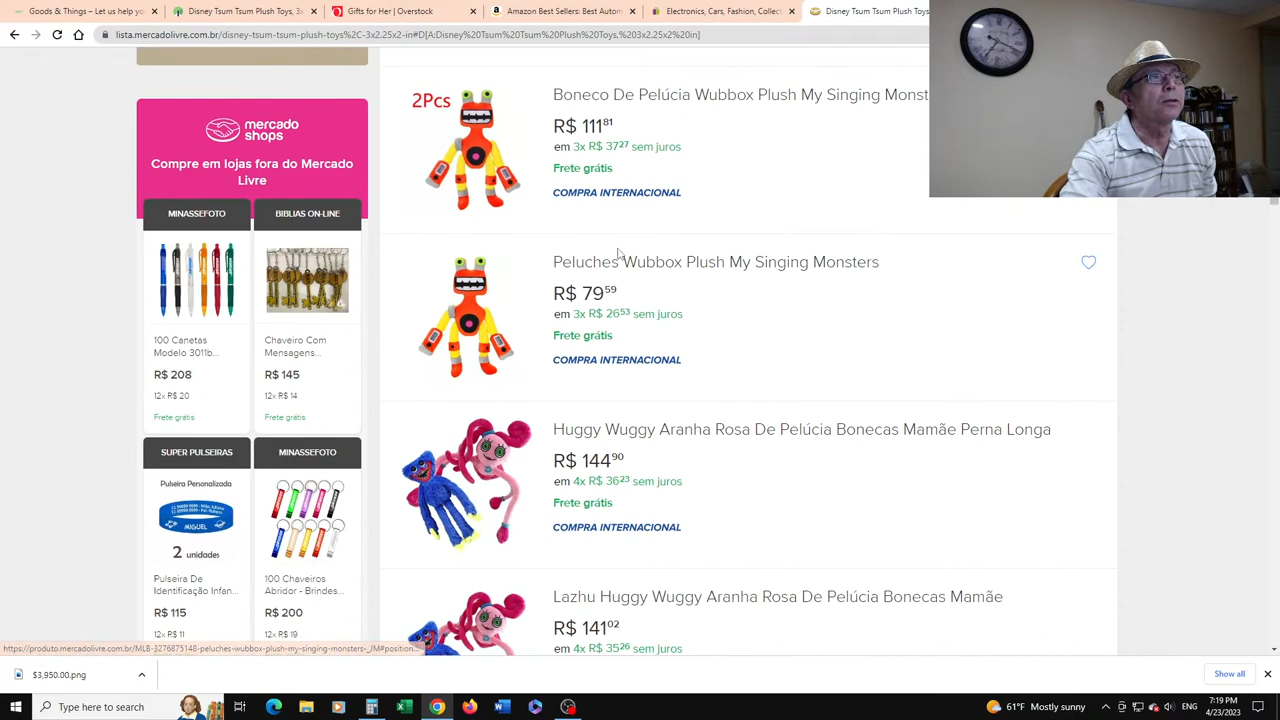 Goods & Things – Let us help yo
Disney Tsum Tsum Plush Toys, 3x
Gifts for Her | Overstock
Amazon Best Sellers: Best Autom
Electronics, Cars, Fashion, Collect
Disney Tsum Tsum Plush Toys
lista.mercadolivre.com.br/disney-tsum-tsum-plush-toys%2C-3x2.25x2-in#D[A:Disney%20Tsum%20Tsum%20Plush%20Toys,%203x2.25x2%20in]
mercado
shops
Compre em lojas fora do Mercado
Livre
MINASSEFOTO
BIBLIAS ON-LINE
100 Canetas
Modelo 3011b...
R$ 208
12x R$ 20
Frete grátis
Chaveiro Com
Mensagens...
R$ 145
12x R$ 14
Frete grátis
SUPER PULSEIRAS
MINASSEFOTO
Pulseira Personalizada
MIGUEL
2 unidades
Pulseira De
Identificação Infan...
R$ 115
12x R$ 11
100 Chaveiros
Abridor - Brindes...
R$ 200
12x R$ 19
2Pcs
Boneco De Pelúcia Wubbox Plush My Singing Monst
R$ 111 81
em 3x R$ 37 27 sem juros
Frete grátis
COMPRA INTERNACIONAL
Peluches Wubbox Plush My Singing Monsters
R$ 79 59
em 3x R$ 26 53 sem juros
Frete grátis
COMPRA INTERNACIONAL
Huggy Wuggy Aranha Rosa De Pelúcia Bonecas Mamãe Perna Longa
R$ 144 90
em 4x R$ 36 23 sem juros
Frete grátis
COMPRA INTERNACIONAL
Lazhu Huggy Wuggy Aranha Rosa De Pelúcia Bonecas Mamãe
R$ 141 02
em 4x R$ 35 26 sem juros
https://produto.mercadolivre.com.br/MLB-3276875148-peluches-wubbox-plush-my-singing-monsters-_JM#position...
$3,950.00.png
Show all
Type here to search
61°F Mostly sunny
ENG
7:19 PM
4/23/2023